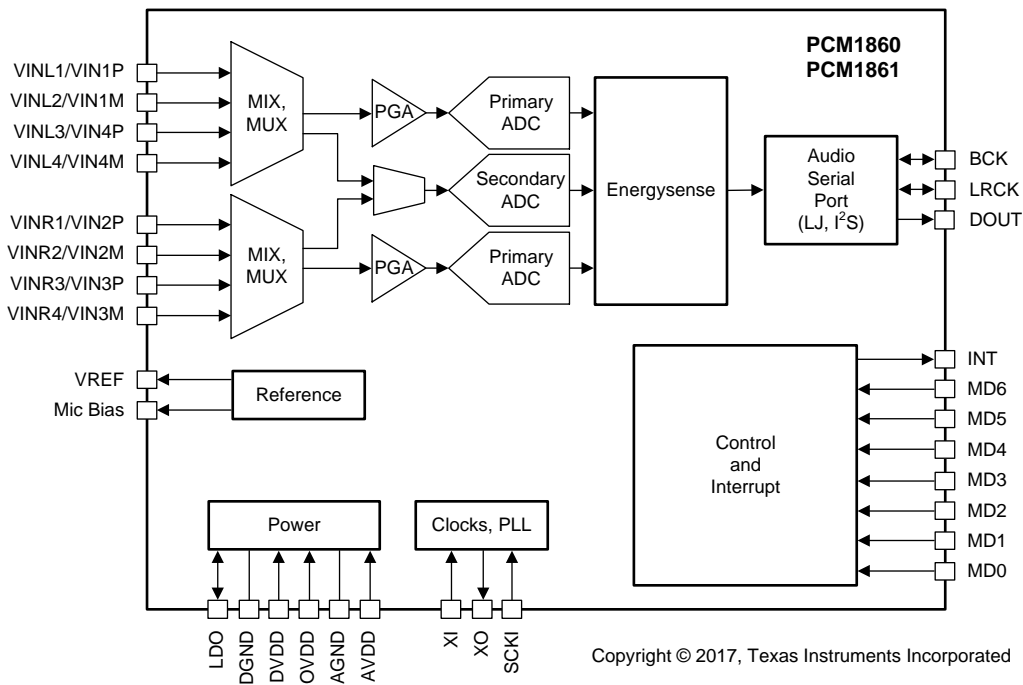 PCM1860
PCM1861
VINL1/VIN1P
VINL2/VIN1M
VINL3/VIN4P
VINL4/VIN4M
MIX,
MUX
PGA
Primary
ADC
Secondary
ADC
Energysense
Audio
Serial
Port
(LJ, I²S)
BCK
LRCK
DOUT
VINR1/VIN2P
VINR2/VIN2M
VINR3/VIN3P
VINR4/VIN3M
MIX,
MUX
PGA
Primary
ADC
VREF
Mic Bias
Reference
Control
and
Interrupt
INT
MD6
MD5
MD4
MD3
MD2
MD1
MD0
Power
LDO
DGND
DVDD
OVDD
AGND
AVDD
Clocks, PLL
XI
XO
SCKI
Copyright © 2017, Texas Instruments Incorporated